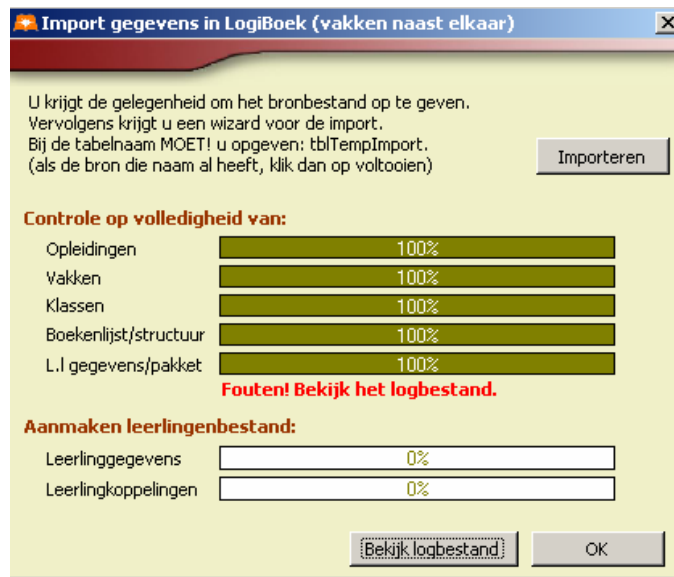 Import gegevens in LogiBoek (vakken naast elkaar)
U krijgt de gelegenheid om het bronbestand op te geven.
Vervolgens krijgt u een wizard voor de import.
Bij de tabelnaam MOET! u opgeven: tblTempImport.
(als de bron die naam al heeft, klik dan op voltooien)
Importeren
Controle op volledigheid van:
Opleidingen 100%
Vakken 100%
Klassen 100%
Boekenlijst/structuur 100%
L.l gegevens/pakket 100%
Fouten! Bekijk het logbestand.
Aanmaken leerlingenbestand:
Leerlinggegevens 0%
Leerlingkoppelingen 0%
Bekijk logbestand OK